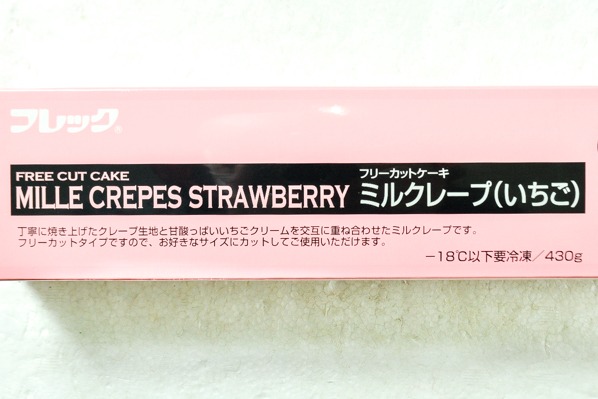 フレック®
FREE CUT CAKE
MILLE CREPES STRAWBERRY
フリーカットケーキ
ミルクレープ(いちご)
丁寧に焼き上げたクレープ生地と甘酸っぱいいちごクリームを交互に重ね合わせたミルクレープです。
フリーカットタイプですので、お好きなサイズにカットしてご使用いただけます。
－18℃以下要冷凍／430g